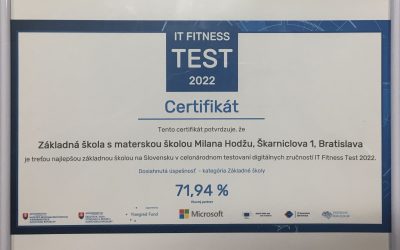 IT FITNESS
TEST
2022
Certifikát
Tento certifikát potvrdzuje, že
Základná škola s materskou školou Milana Hodžu, Škarniclova 1, Bratislava
je treťou najlepšou základnou školou na Slovensku v celonárodnom testovaní digitálnych zručností IT Fitness Test 2022.
Dosiahnutá úspešnosť - kategória Základné školy
71,94 %
Visegrad Fund
Microsoft